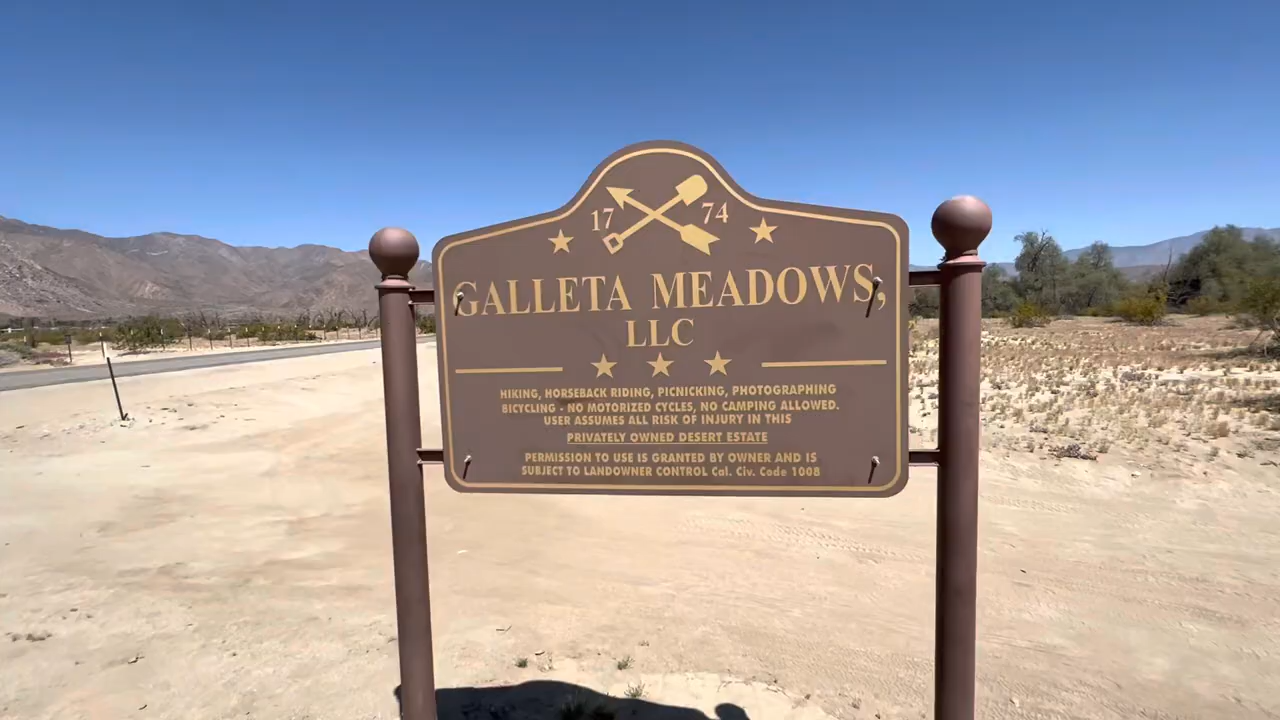 17 74
GALLETA MEADOWS,
LLC
HIKING, HORSEBACK RIDING, PICNICKING, PHOTOGRAPHING
BICYCLING - NO MOTORIZED CYCLES, NO CAMPING ALLOWED.
USER ASSUMES ALL RISK OF INJURY IN THIS
PRIVATELY OWNED DESERT ESTATE
PERMISSION TO USE IS GRANTED BY OWNER AND IS
SUBJECT TO LANDOWNER CONTROL Cal. Civ. Code 1008